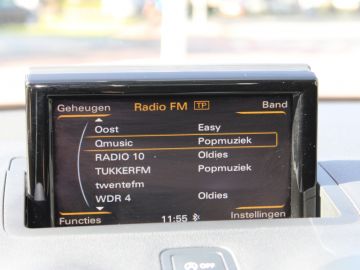 Geheugen Radio FM TP Band
Oost Easy
Qmusic Popmuziek
RADIO 10 Oldies
TUKKERFM Popmuziek
twentefm
WDR 4 Oldies
Functies 11:55 Instellingen
OFF